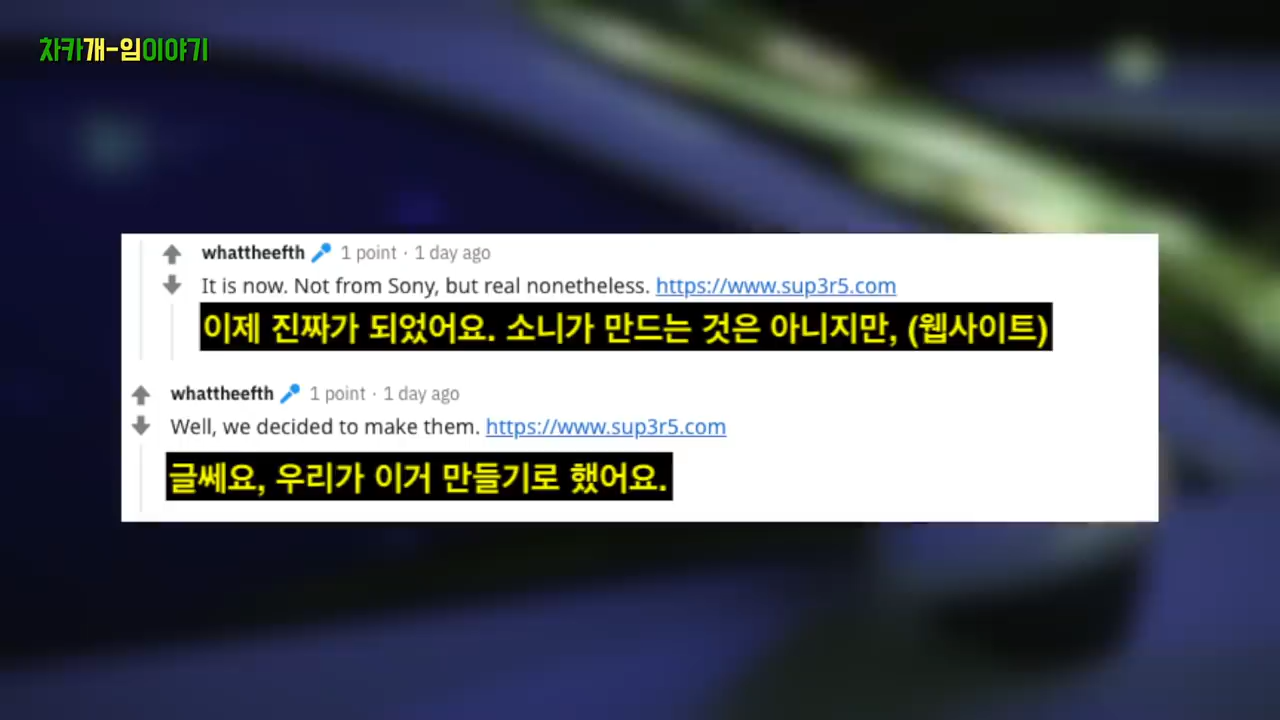 차카개-임이야기
whattheefth 1 point · 1 day ago
It is now. Not from Sony, but real nonetheless. https://www.sup3r5.com
이제 진짜가 되었어요. 소니가 만드는 것은 아니지만, (웹사이트)
whattheefth 1 point · 1 day ago
Well, we decided to make them. https://www.sup3r5.com
글쎄요, 우리가 이거 만들기로 했어요.